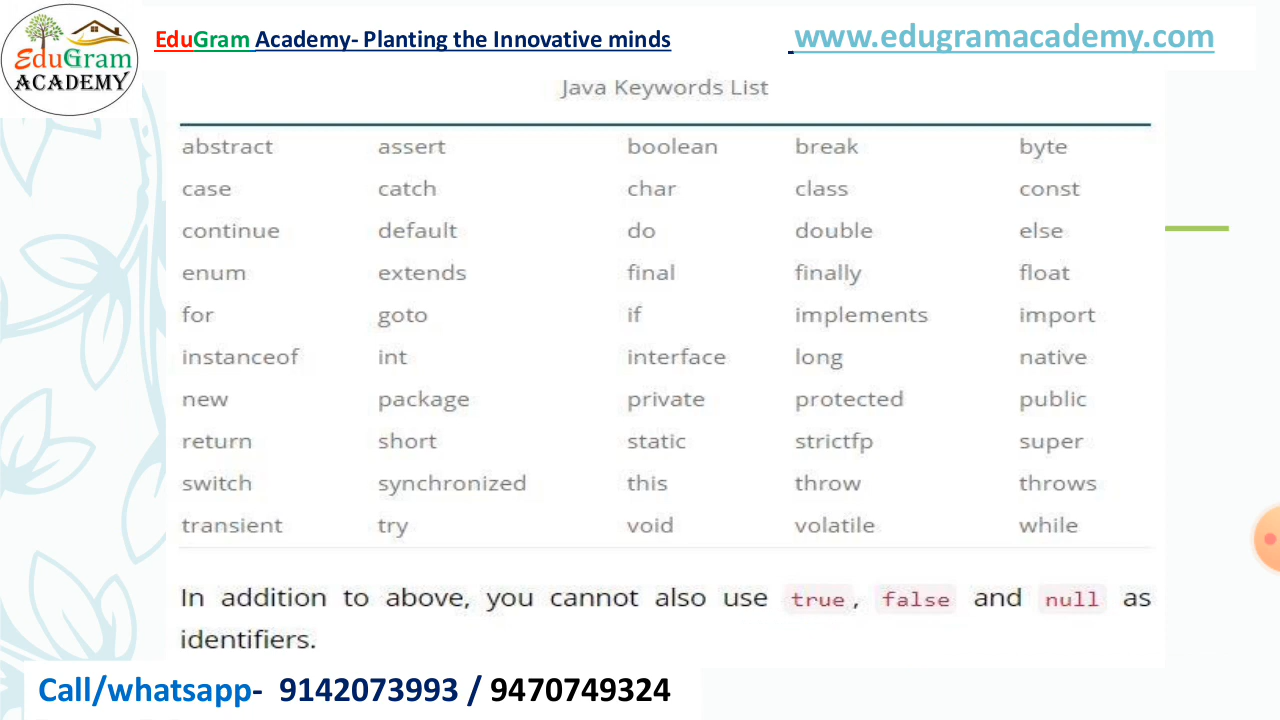 EduGram ACADEMY
EduGram Academy- Planting the Innovative minds
www.edugramacademy.com
Java Keywords List
abstract assert boolean break byte
case catch char class const
continue default do double else
enum extends final finally float
for goto if implements import
instanceof int interface long native
new package private protected public
return short static strictfp super
switch synchronized this throw throws
transient try void volatile while
In addition to above, you cannot also use true, false and null as
identifiers.
Call/whatsapp- 9142073993 / 9470749324